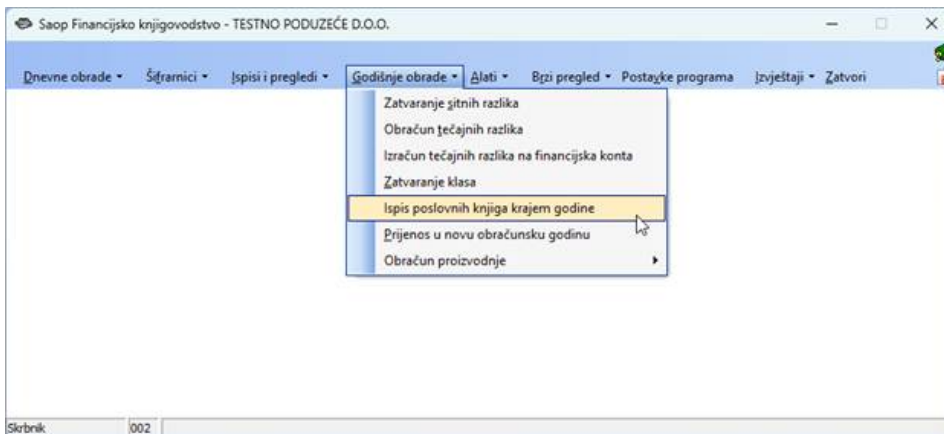 Saop Financijsko knjigovodstvo - TESTNO PODUZEĆE D.O.O.
Dnevne obrade Šifrarnici Ispisi i pregledi Godišnje obrade Alati Brzi pregled Postavke programa Izvještaji Zatvori
Zatvaranje sitnih razlika
Obračun tečajnih razlika
Izračun tečajnih razlika na financijska konta
Zatvaranje klasa
Ispis poslovnih knjiga krajem godine
Prijenos u novu obračunsku godinu
Obračun proizvodnje
Skrbnik 002